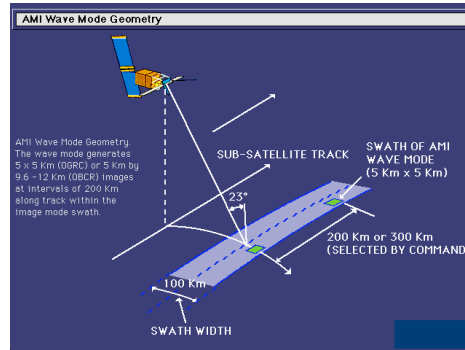 AMI Wave Mode Geometry
AMI Wave Mode Geometry.
The wave mode generates
5 x 5 Km (OGRC) or 5 Km by
9.6 -12 Km (OBCR) images
at intervals of 200 Km
along track within the
image mode swath.
SUB-SATELLITE TRACK
SWATH OF AMI
WAVE MODE
(5 Km x 5 Km)
23°
200 Km or 300 Km
(SELECTED BY COMMAND
100 Km
SWATH WIDTH